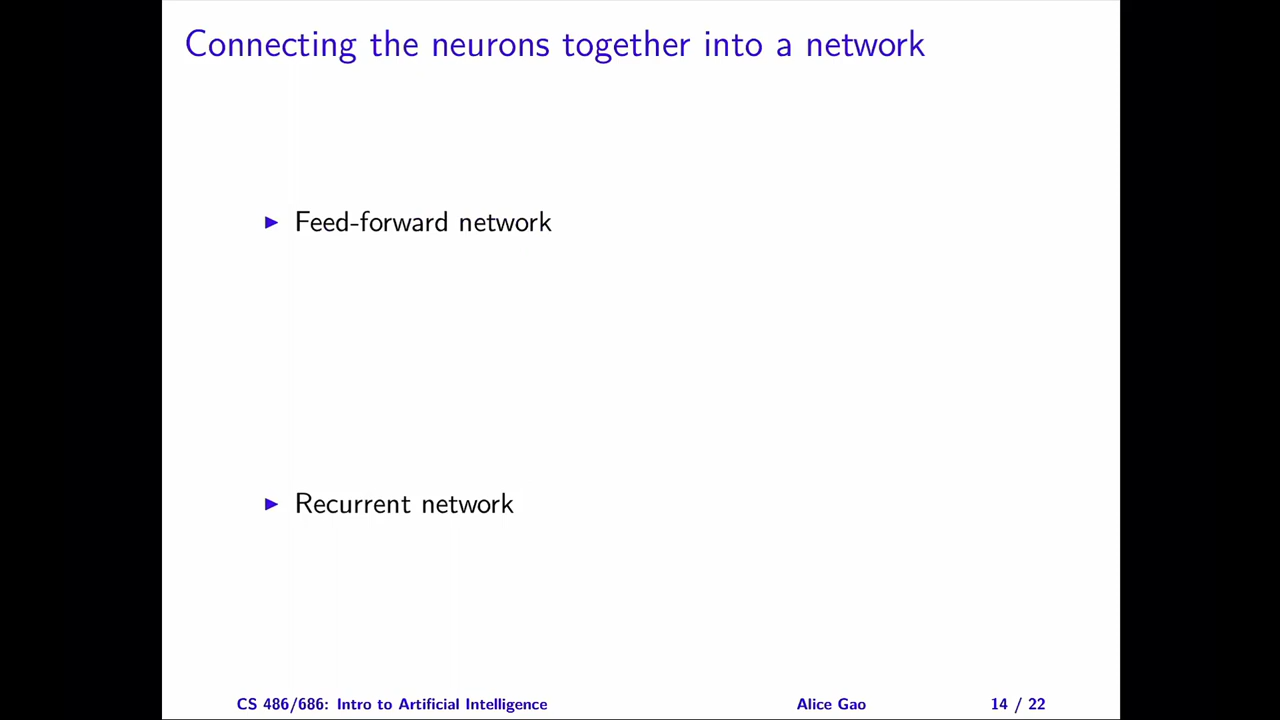 Connecting the neurons together into a network
▶ Feed-forward network
▶ Recurrent network
CS 486/686: Intro to Artificial Intelligence Alice Gao 14 / 22